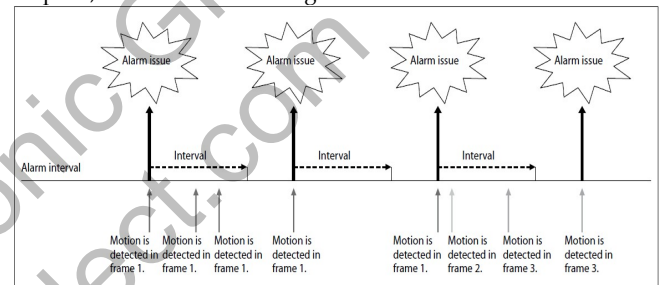 Alarm issue
Alarm issue
Alarm issue
Alarm issue
Interval
Interval
Interval
Alarm interval
Motion is
detected in
frame 1.
Motion is
detected in
frame 1.
Motion is
detected in
frame 1.
Motion is
detected in
frame 1.
Motion is
detected in
frame 1.
Motion is
detected in
frame 2.
Motion is
detected in
frame 3.
Motion is
detected in
frame 3.